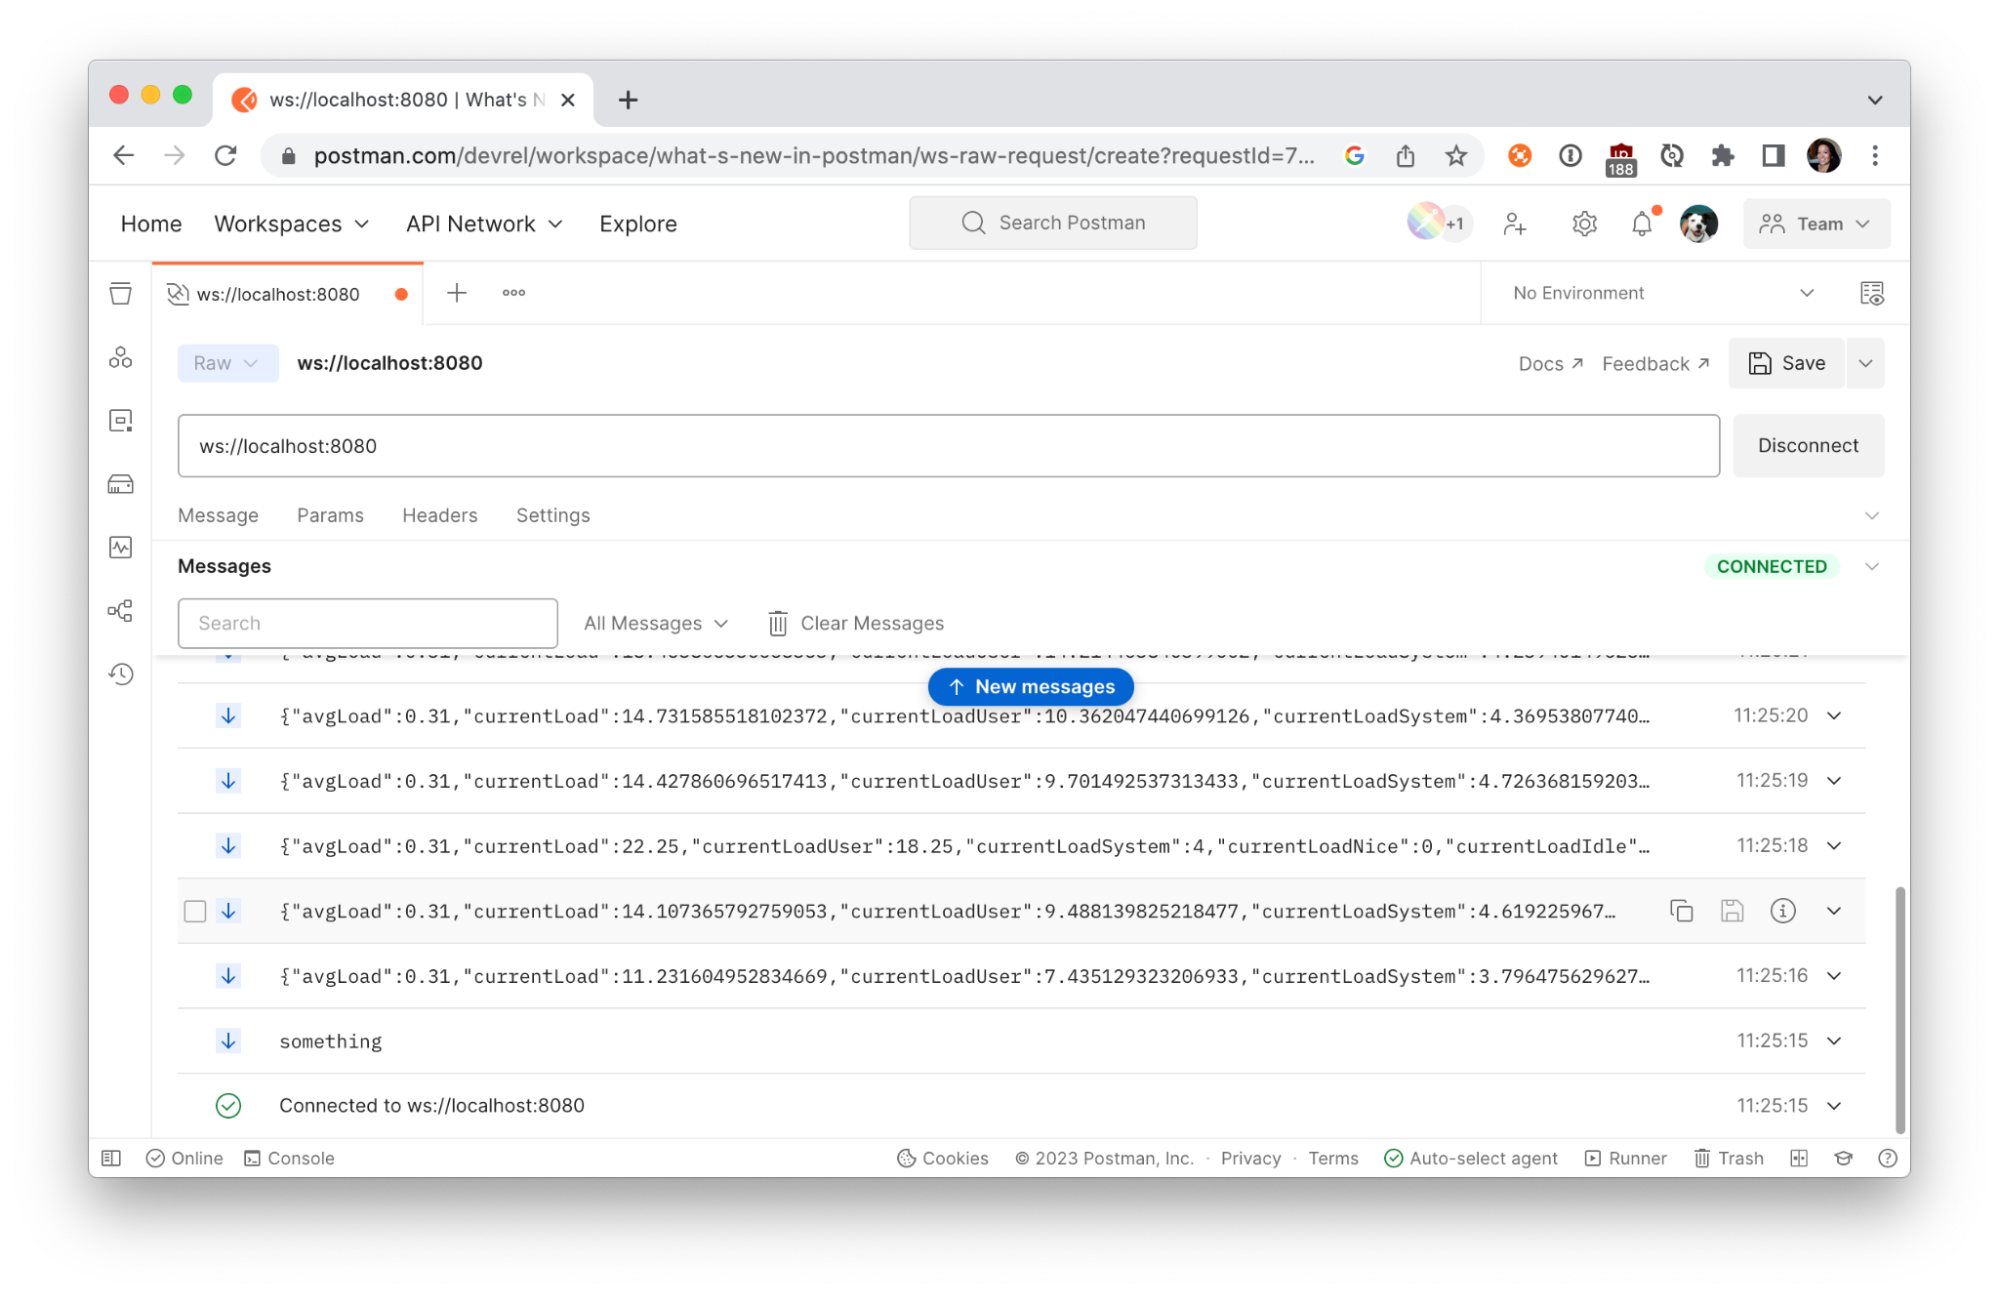 ws://localhost:8080 | What's N
postman.com/devrel/workspace/what-s-new-in-postman/ws-raw-request/create?requestId=7...
188
Home Workspaces API Network Explore Search Postman +1 Team
ws://localhost:8080 No Environment
Raw ws://localhost:8080 Docs ↗ Feedback ↗ Save
ws://localhost:8080 Disconnect
Message Params Headers Settings
Messages CONNECTED
Search All Messages Clear Messages
↑ New messages
{"avgLoad":0.31,"currentLoad":14.731585518102372,"currentLoadUser":10.362047440699126,"currentLoadSystem":4.36953807740… 11:25:20
{"avgLoad":0.31,"currentLoad":14.427860696517413,"currentLoadUser":9.701492537313433,"currentLoadSystem":4.726368159203… 11:25:19
{"avgLoad":0.31,"currentLoad":22.25,"currentLoadUser":18.25,"currentLoadSystem":4,"currentLoadNice":0,"currentLoadIdle"… 11:25:18
{"avgLoad":0.31,"currentLoad":14.107365792759053,"currentLoadUser":9.488139825218477,"currentLoadSystem":4.619225967…
{"avgLoad":0.31,"currentLoad":11.231604952834669,"currentLoadUser":7.435129323206933,"currentLoadSystem":3.796475629627… 11:25:16
something 11:25:15
Connected to ws://localhost:8080 11:25:15
Online Console Cookies © 2023 Postman, Inc. · Privacy · Terms Auto-select agent Runner Trash